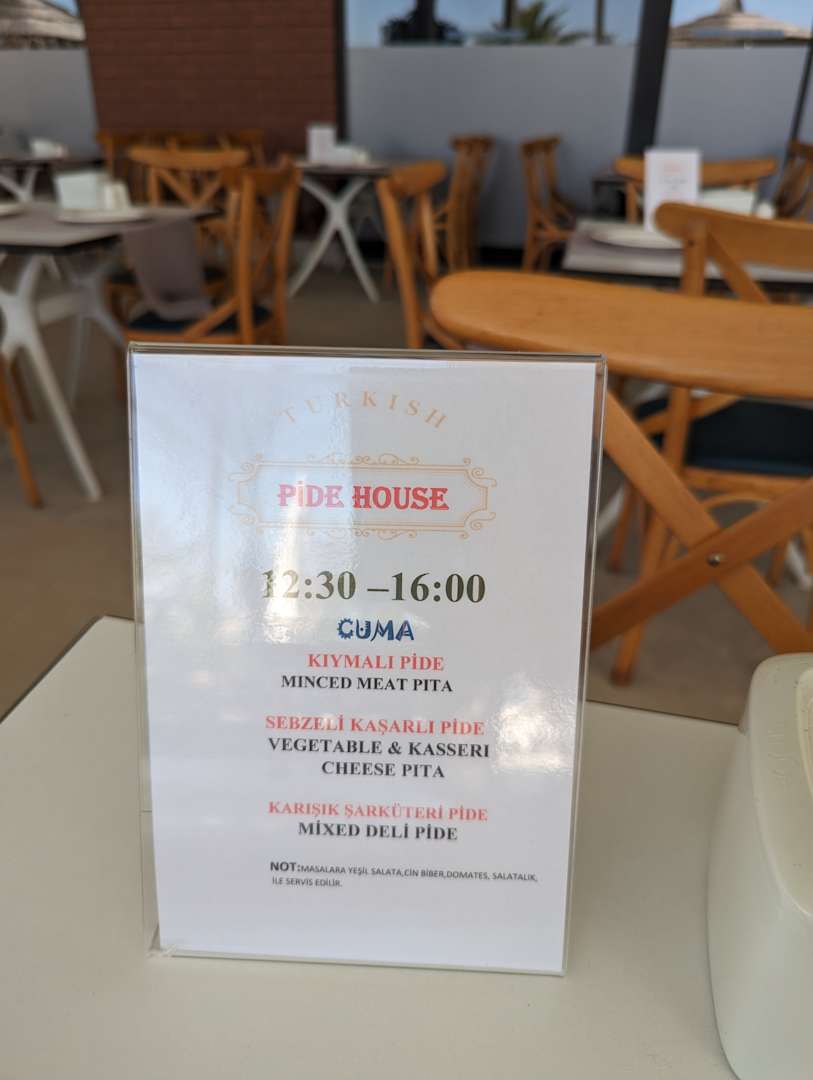 TURKISH
PİDE HOUSE
12:30 –16:00
CUMA
KIYMALI PİDE
MINCED MEAT PITA
SEBZELİ KAŞARLI PİDE
VEGETABLE & KASSERI
CHEESE PITA
KARIŞIK ŞARKÜTERİ PİDE
MİXED DELİ PİDE
NOT:MASALARA YEŞİL SALATA,CİN BİBER,DOMATES, SALATALIK,
İLE SERVİS EDİLİR.